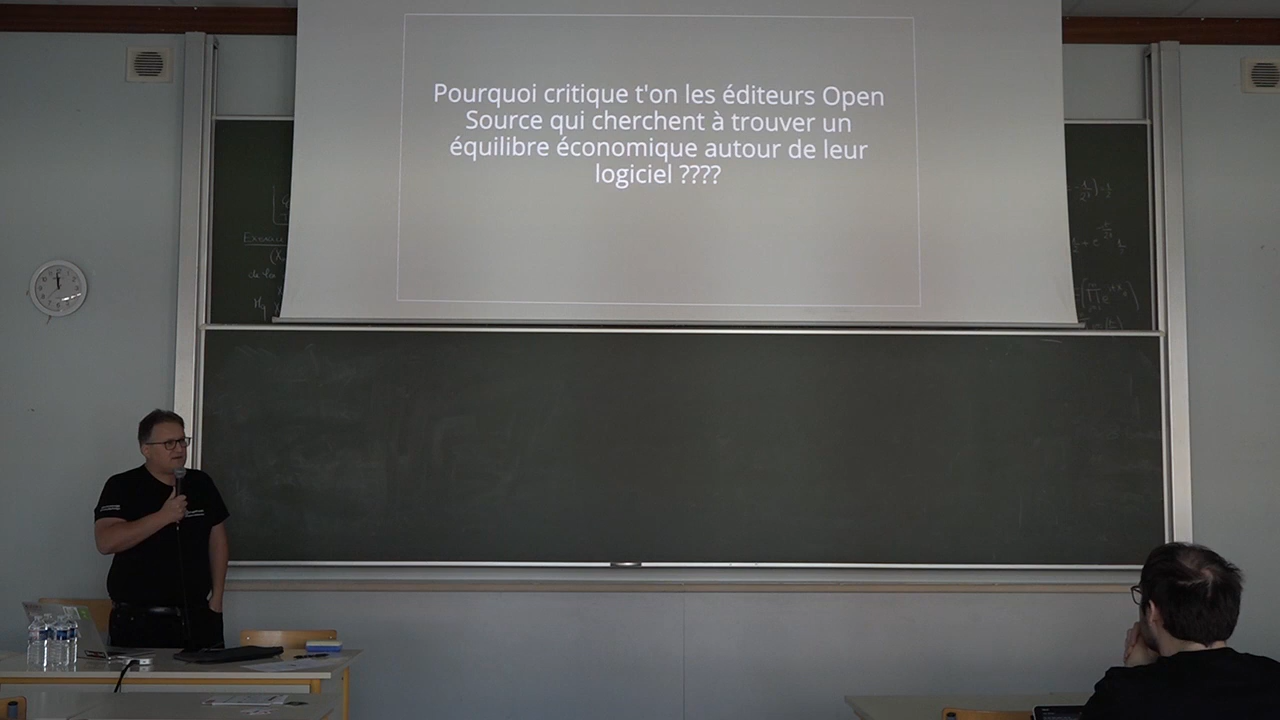 Pourquoi critique t'on les éditeurs Open
Source qui cherchent à trouver un
équilibre économique autour de leur
logiciel ????